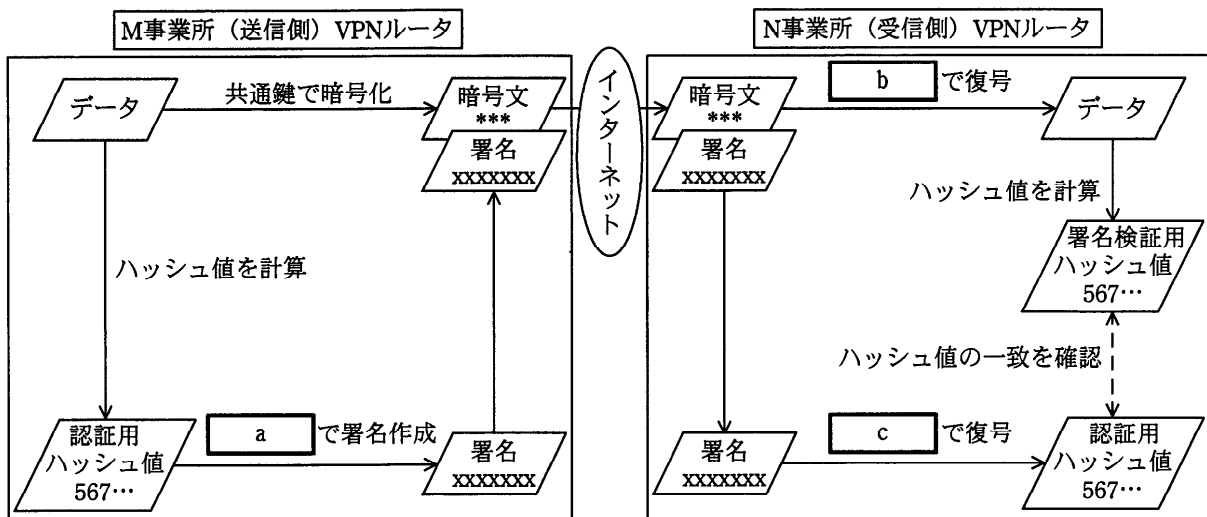 M事業所（送信側）VPNルータ
データ
共通鍵で暗号化
暗号文
***
署名
xxxxxxx
ハッシュ値を計算
認証用
ハッシュ値
567…
a
で署名作成
署名
xxxxxxx
インターネット
N事業所（受信側）VPNルータ
暗号文
***
署名
xxxxxxx
b
で復号
データ
ハッシュ値を計算
署名検証用
ハッシュ値
567…
ハッシュ値の一致を確認
署名
xxxxxxx
c
で復号
認証用
ハッシュ値
567…